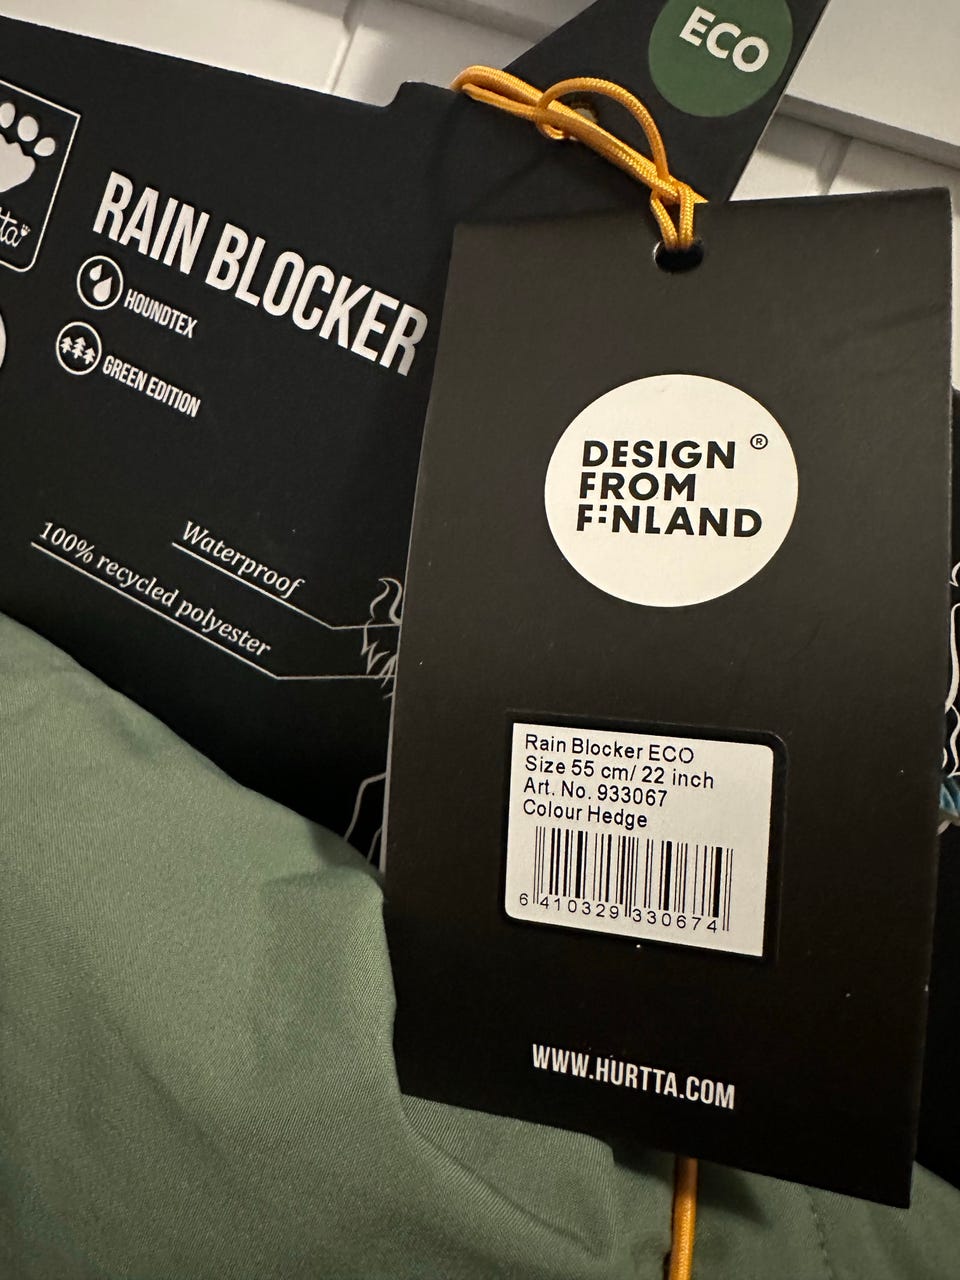 ECO
RAIN BLOCKER
HOUNDTEX
GREEN EDITION
Waterproof
100% recycled polyester
DESIGN ®
FROM
FINLAND
Rain Blocker ECO
Size 55 cm/ 22 inch
Art. No. 933067
Colour Hedge
6 410329 330674
WWW.HURTTA.COM